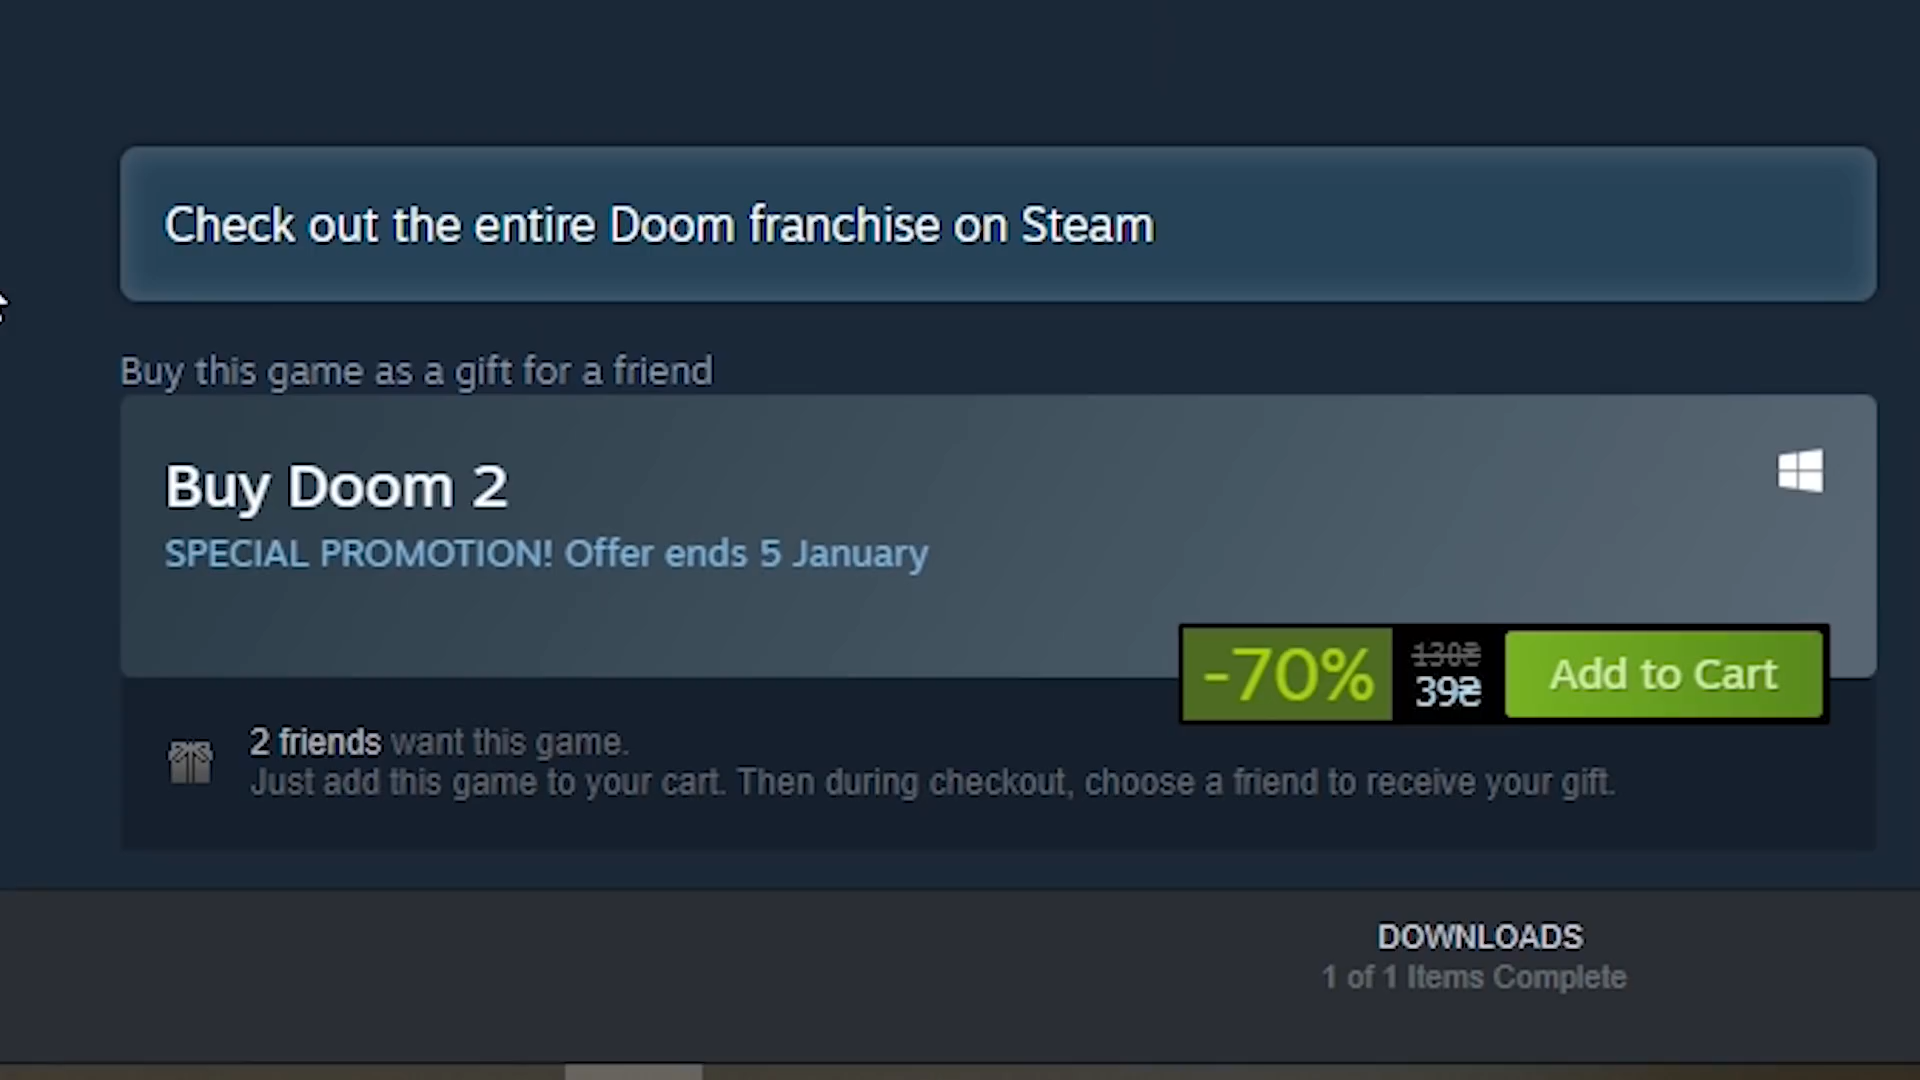 Check out the entire Doom franchise on Steam
Buy this game as a gift for a friend
Buy Doom 2
SPECIAL PROMOTION! Offer ends 5 January
-70%
130₴
39₴
Add to Cart
2 friends want this game.
Just add this game to your cart. Then during checkout, choose a friend to receive your gift.
DOWNLOADS
1 of 1 Items Complete